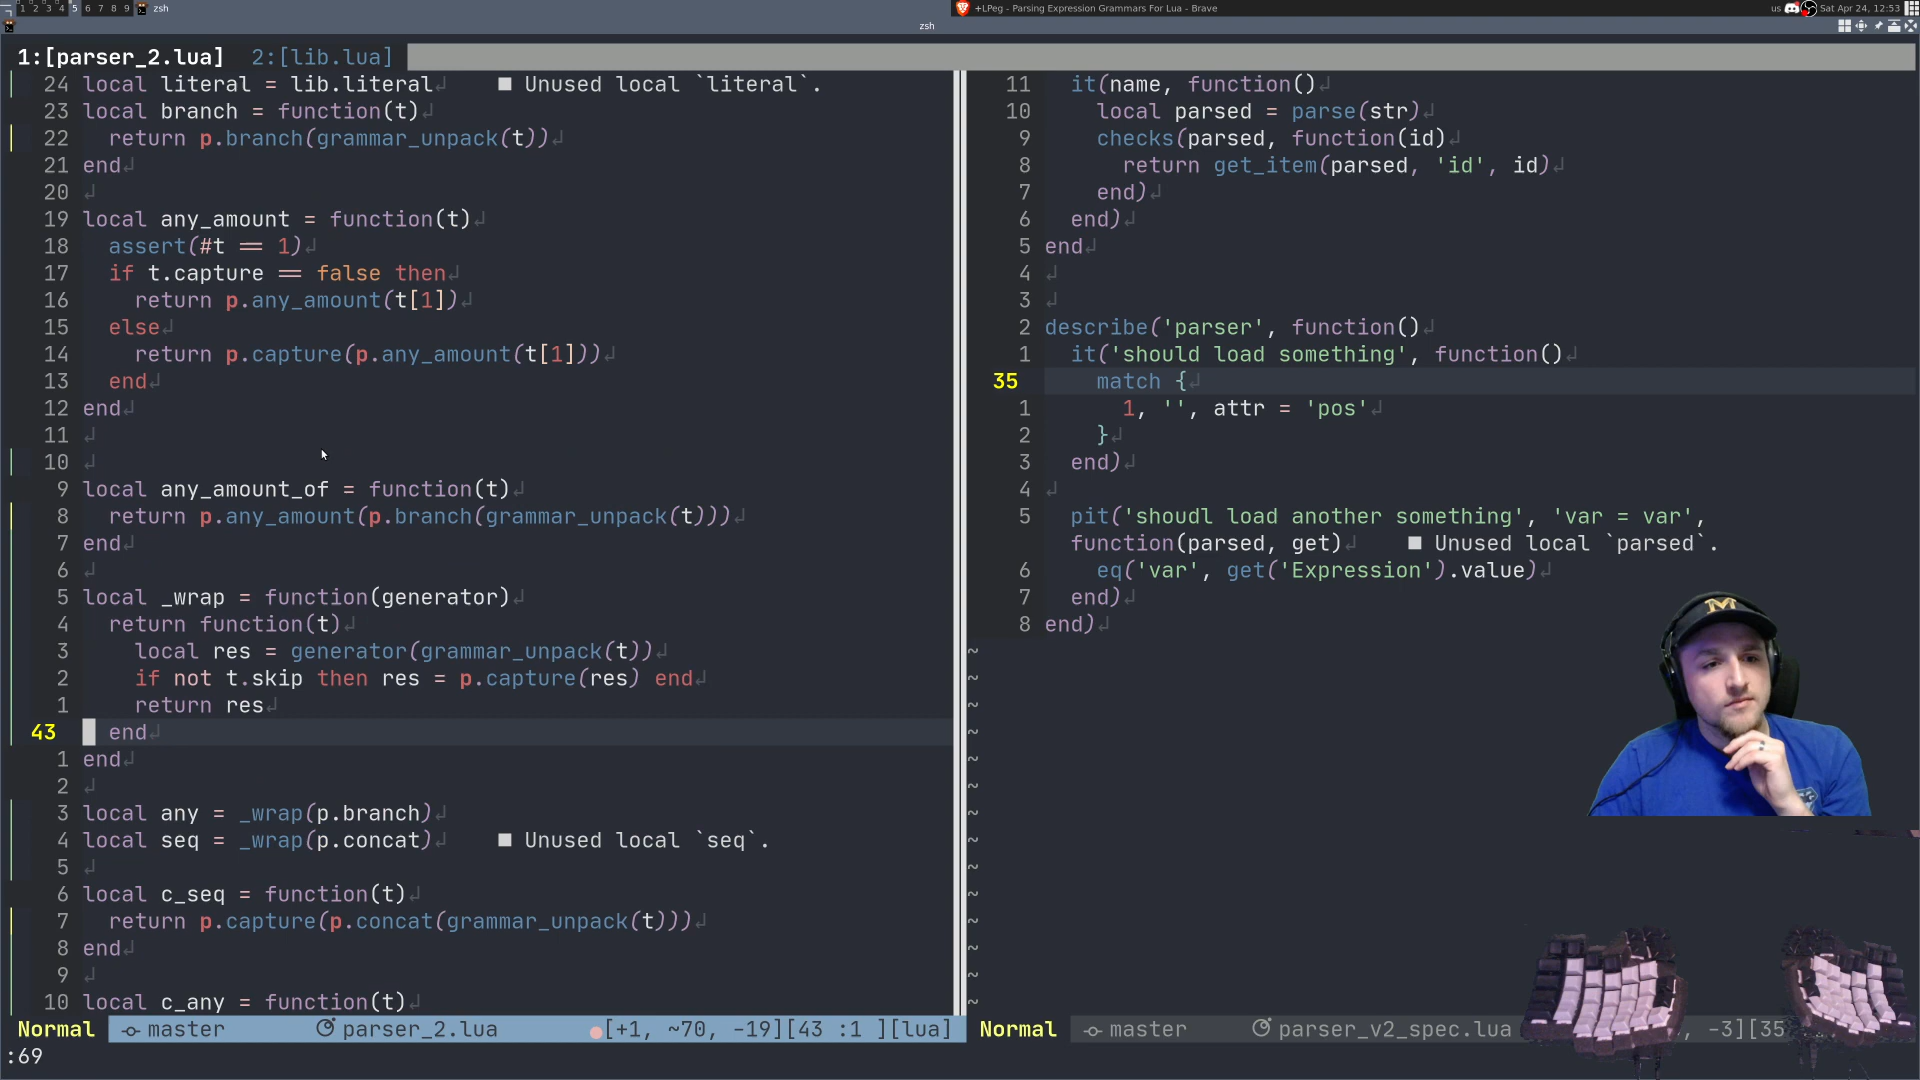 1 2 3 4 5 6 7 8 9 zsh
+LPeg - Parsing Expression Grammars For Lua - Brave
us Sat Apr 24, 12:53
zsh
1:[parser_2.lua] 2:[lib.lua]
24 local literal = lib.literal ■ Unused local `literal`.
23 local branch = function(t)
22 return p.branch(grammar_unpack(t))
21 end
20
19 local any_amount = function(t)
18 assert(#t == 1)
17 if t.capture == false then
16 return p.any_amount(t[1])
15 else
14 return p.capture(p.any_amount(t[1]))
13 end
12 end
11
10
9 local any_amount_of = function(t)
8 return p.any_amount(p.branch(grammar_unpack(t)))
7 end
6
5 local _wrap = function(generator)
4 return function(t)
3 local res = generator(grammar_unpack(t))
2 if not t.skip then res = p.capture(res) end
1 return res
43 end
1 end
2
3 local any = _wrap(p.branch)
4 local seq = _wrap(p.concat) ■ Unused local `seq`.
5
6 local c_seq = function(t)
7 return p.capture(p.concat(grammar_unpack(t)))
8 end
9
10 local c_any = function(t)
Normal master parser_2.lua [+1, ~70, -19][43 :1 ][lua]
:69
11 it(name, function()
10 local parsed = parse(str)
9 checks(parsed, function(id)
8 return get_item(parsed, 'id', id)
7 end)
6 end)
5 end
4
3
2 describe('parser', function()
1 it('should load something', function()
35 match {
1 1, '', attr = 'pos'
2 }
3 end)
4
5 pit('shoudl load another something', 'var = var',
function(parsed, get) ■ Unused local `parsed`.
6 eq('var', get('Expression').value)
7 end)
8 end)
Normal master parser_v2_spec.lua , -3][35
M